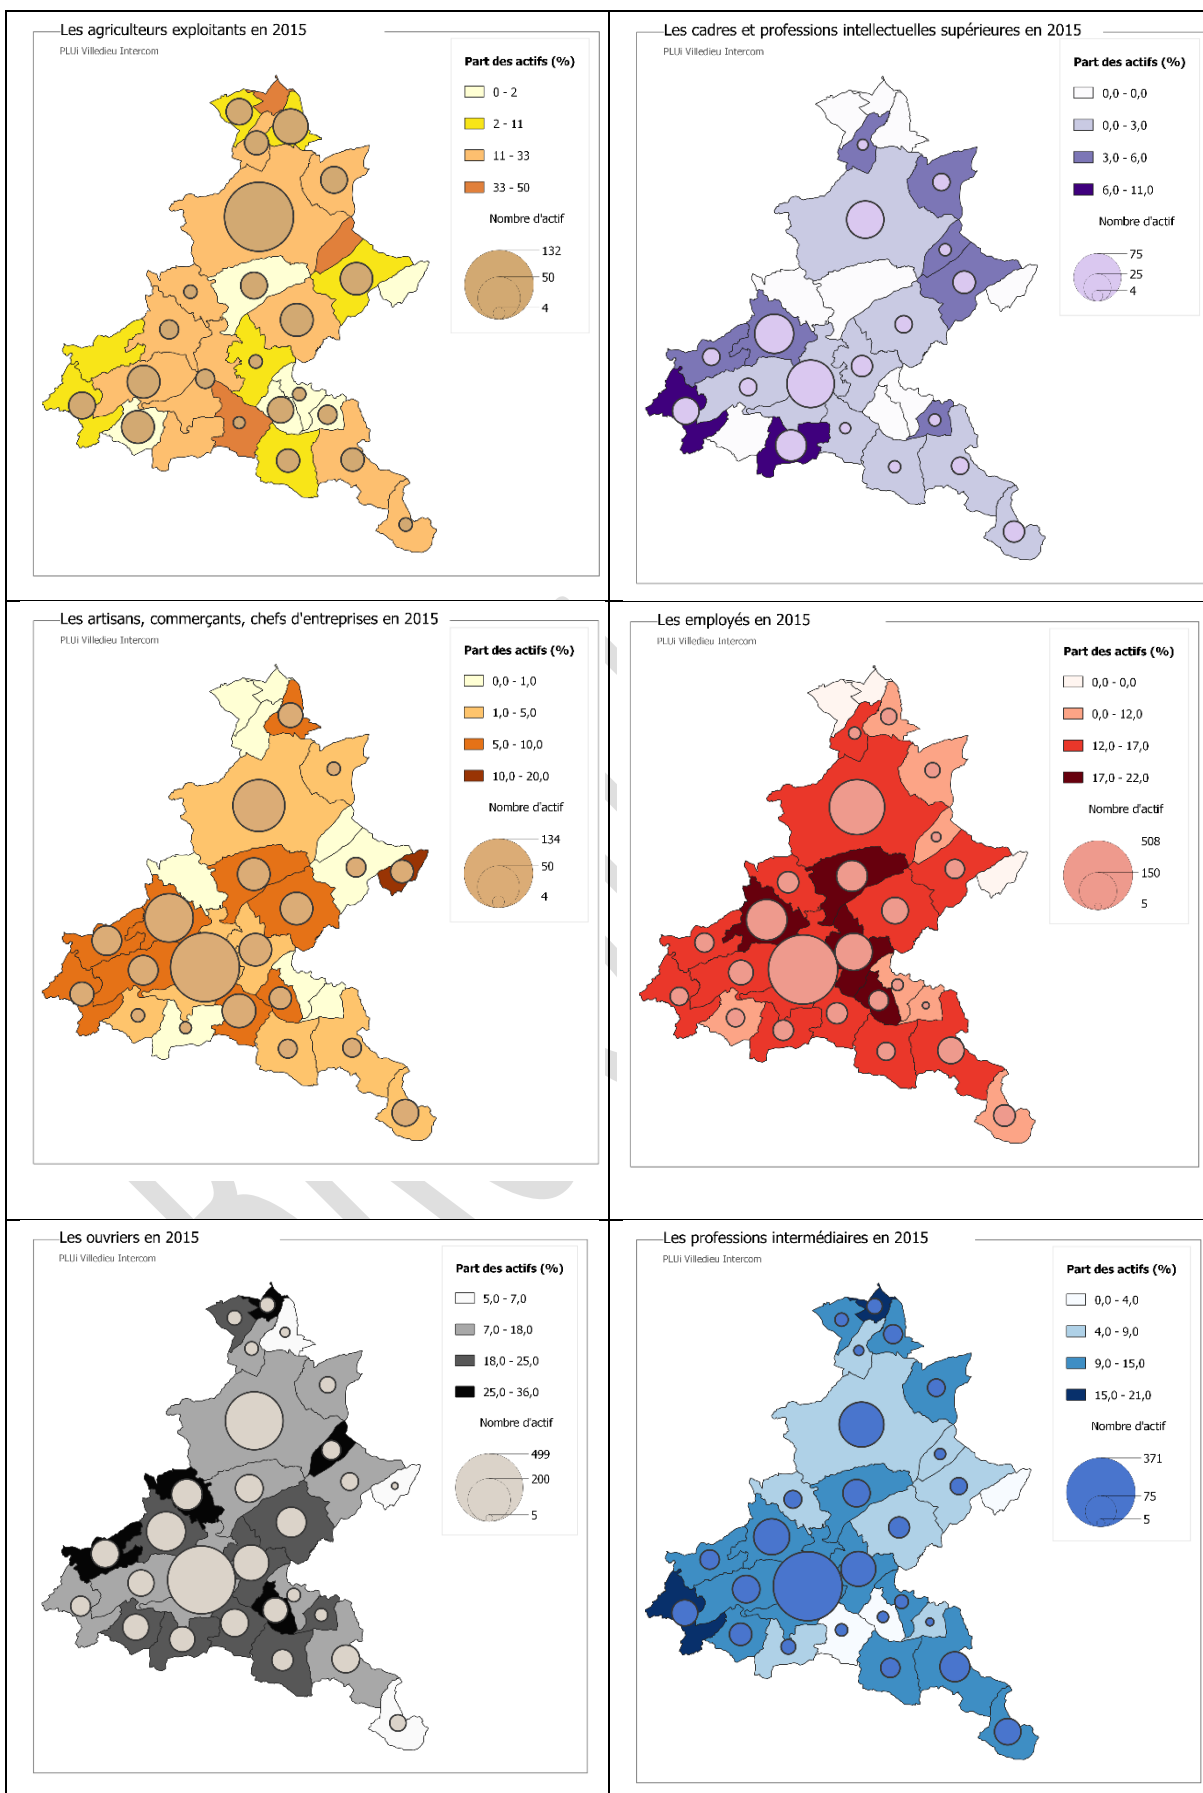 Les agriculteurs exploitants en 2015
PLUi Villedieu Intercom
Part des actifs (%)
0 - 2
2 - 11
11 - 33
33 - 50
Nombre d'actif
132
50
4
Les cadres et professions intellectuelles supérieures en 2015
PLUi Villedieu Intercom
Part des actifs (%)
0,0 - 0,0
0,0 - 3,0
3,0 - 6,0
6,0 - 11,0
Nombre d'actif
75
25
4
Les artisans, commerçants, chefs d'entreprises en 2015
PLUi Villedieu Intercom
Part des actifs (%)
0,0 - 1,0
1,0 - 5,0
5,0 - 10,0
10,0 - 20,0
Nombre d'actif
134
50
4
Les employés en 2015
PLUi Villedieu Intercom
Part des actifs (%)
0,0 - 0,0
0,0 - 12,0
12,0 - 17,0
17,0 - 22,0
Nombre d'actif
508
150
5
Les ouvriers en 2015
PLUi Villedieu Intercom
Part des actifs (%)
5,0 - 7,0
7,0 - 18,0
18,0 - 25,0
25,0 - 36,0
Nombre d'actif
499
200
5
Les professions intermédiaires en 2015
PLUi Villedieu Intercom
Part des actifs (%)
0,0 - 4,0
4,0 - 9,0
9,0 - 15,0
15,0 - 21,0
Nombre d'actif
371
75
5